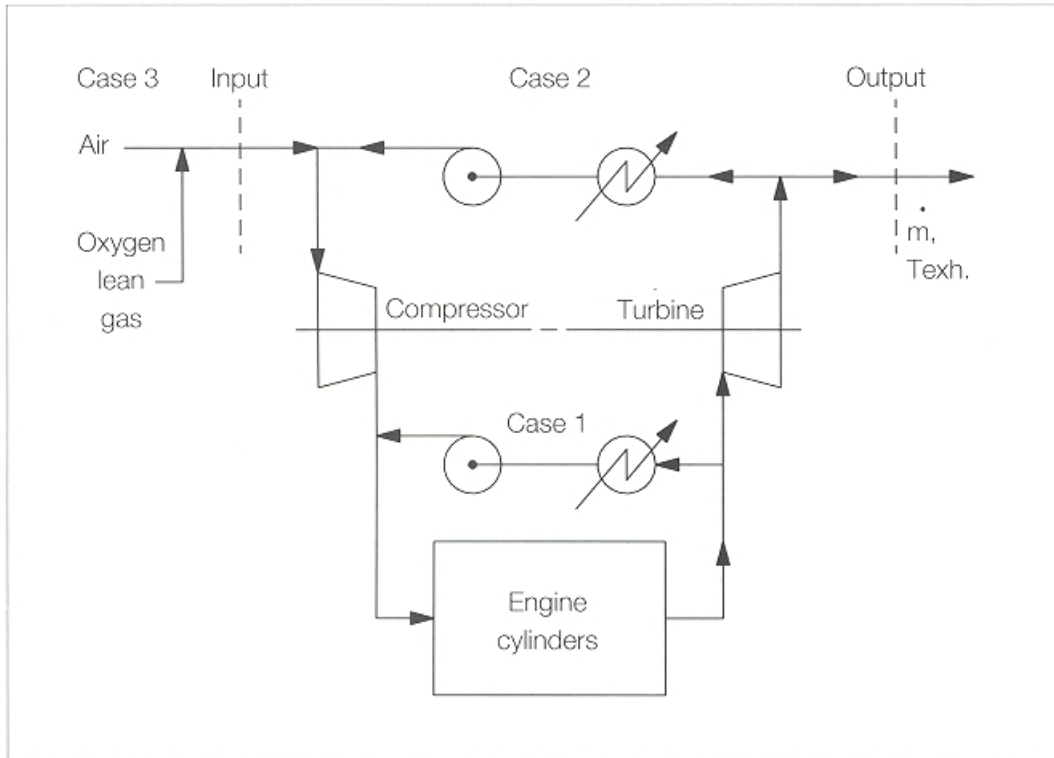 Case 3
Input
Case 2
Output
Air
Oxygen
lean
gas
ṁ,
Texh.
Compressor
Turbine
Case 1
Engine
cylinders